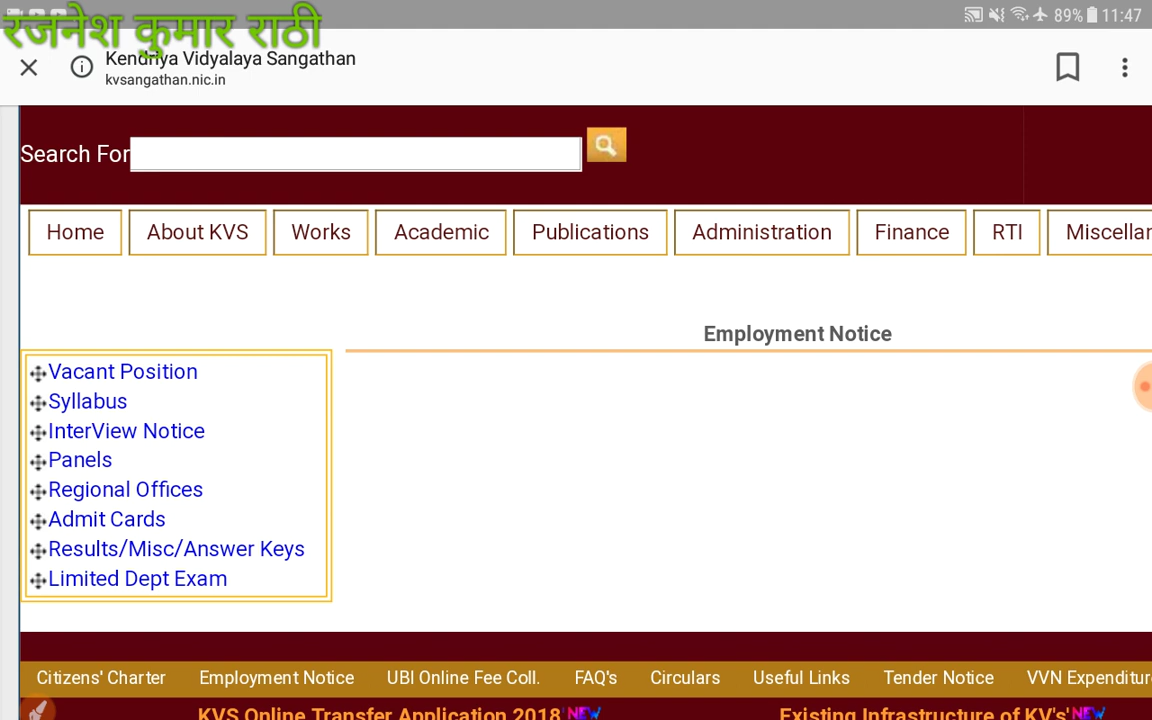 रजनेश कुमार राठी
89% 11:47
Kendriya Vidyalaya Sangathan
kvsangathan.nic.in
Search For
Home About KVS Works Academic Publications Administration Finance RTI Miscellan
Employment Notice
Vacant Position
Syllabus
InterView Notice
Panels
Regional Offices
Admit Cards
Results/Misc/Answer Keys
Limited Dept Exam
Citizens' Charter Employment Notice UBI Online Fee Coll. FAQ's Circulars Useful Links Tender Notice VVN Expenditur
KVS Online Transfer Application 2018 NEW Existing Infrastructure of KV's' NEW